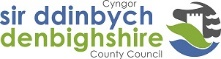 Cyngor
sir ddinbych
denbighshire
County Council